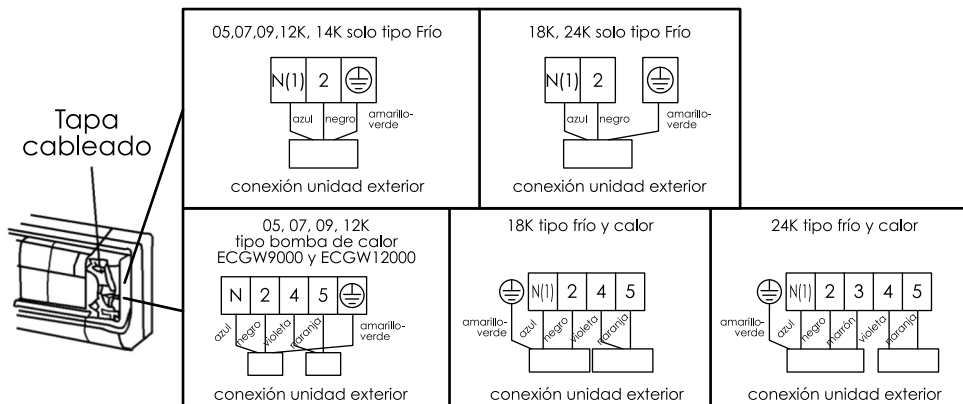 Tapa
cableado
05,07,09,12K, 14K solo tipo Frío
N(1) 2
azul negro amarillo-
verde
conexión unidad exterior
18K, 24K solo tipo Frío
N(1) 2
azul negro amarillo-
verde
conexión unidad exterior
05, 07, 09, 12K
tipo bomba de calor
ECGW9000 y ECGW12000
N 2 4 5
azul negro violeta naranja amarillo-
verde
conexión unidad exterior
18K tipo frío y calor
N(1) 2 4 5
amarillo-
verde azul negro violeta naranja
conexión unidad exterior
24K tipo frío y calor
N(1) 2 3 4 5
amarillo-
verde azul negro marrón violeta naranja
conexión unidad exterior